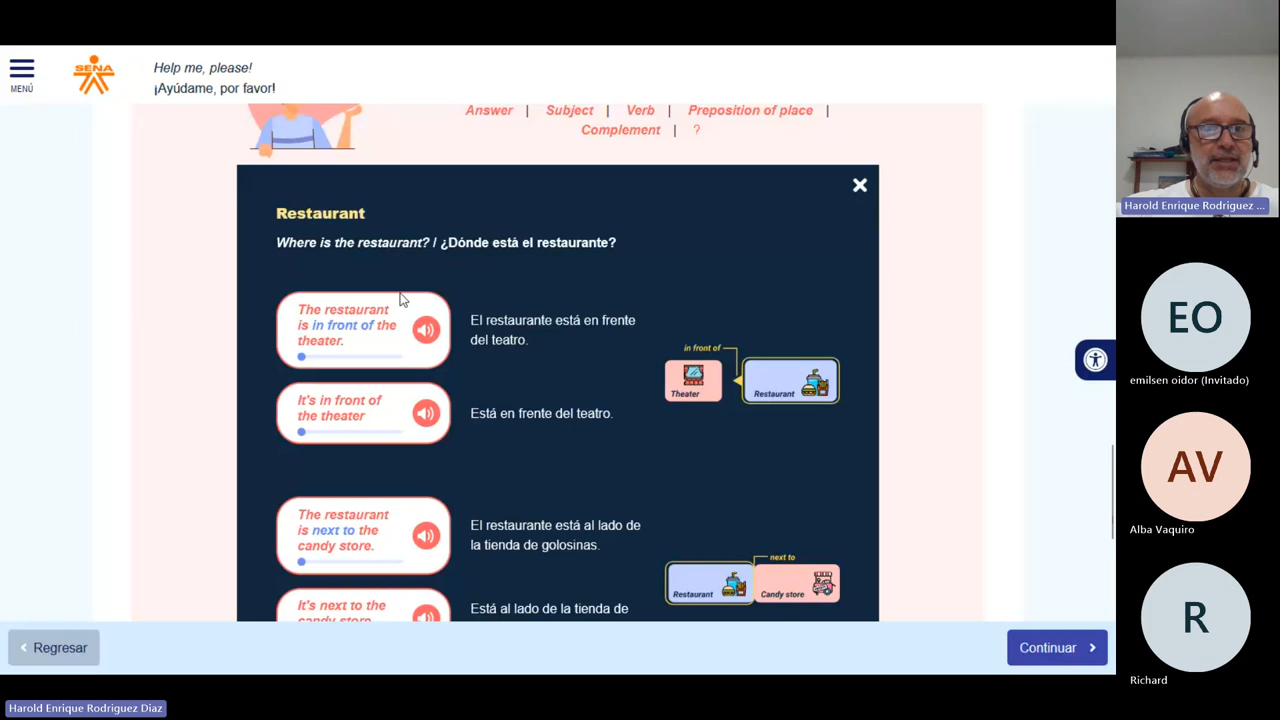 MENÚ
SENA
Help me, please!
¡Ayúdame, por favor!
Answer | Subject | Verb | Preposition of place |
Complement | ?
Restaurant
Where is the restaurant? / ¿Dónde está el restaurante?
The restaurant
is in front of the
theater.
El restaurante está en frente
del teatro.
in front of
Theater
Restaurant
It's in front of
the theater
Está en frente del teatro.
The restaurant
is next to the
candy store.
El restaurante está al lado de
la tienda de golosinas.
next to
Restaurant
Candy store
It's next to the
candy store
Está al lado de la tienda de
Regresar
Continuar
Harold Enrique Rodriguez Diaz
Harold Enrique Rodriguez ...
EO
emilsen oidor (Invitado)
AV
Alba Vaquiro
R
Richard